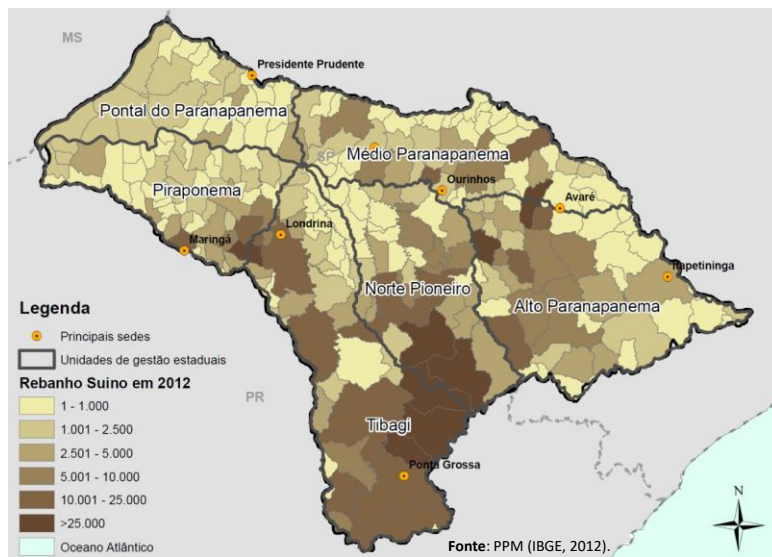 MS
Presidente Prudente
Pontal do Paranapanema
SP
Médio Paranapanema
Piraponema
Ourinhos
Avaré
Londrina
Maringá
Itapetininga
Norte Pioneiro
Alto Paranapanema
Legenda
Principais sedes
Unidades de gestão estaduais
Rebanho Suino em 2012
1 - 1.000
1.001 - 2.500
2.501 - 5.000
5.001 - 10.000
10.001 - 25.000
>25.000
Oceano Atlântico
PR
Tibagi
Ponta Grossa
N
Fonte: PPM (IBGE, 2012).